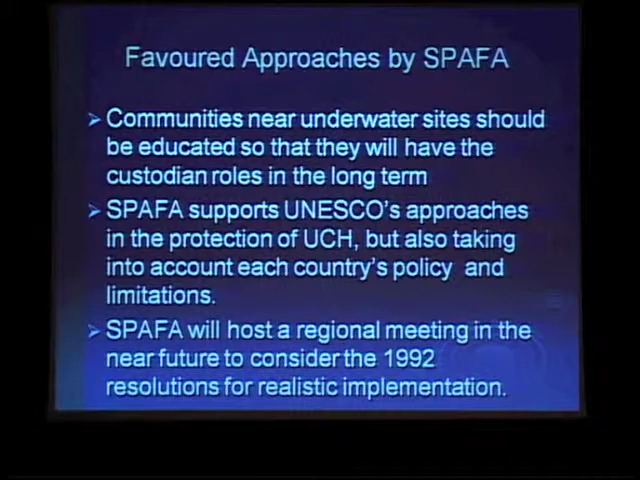 Favoured Approaches by SPAFA
➢ Communities near underwater sites should
be educated so that they will have the
custodian roles in the long term
➢ SPAFA supports UNESCO's approaches
in the protection of UCH, but also taking
into account each country's policy and
limitations.
➢ SPAFA will host a regional meeting in the
near future to consider the 1992
resolutions for realistic implementation.